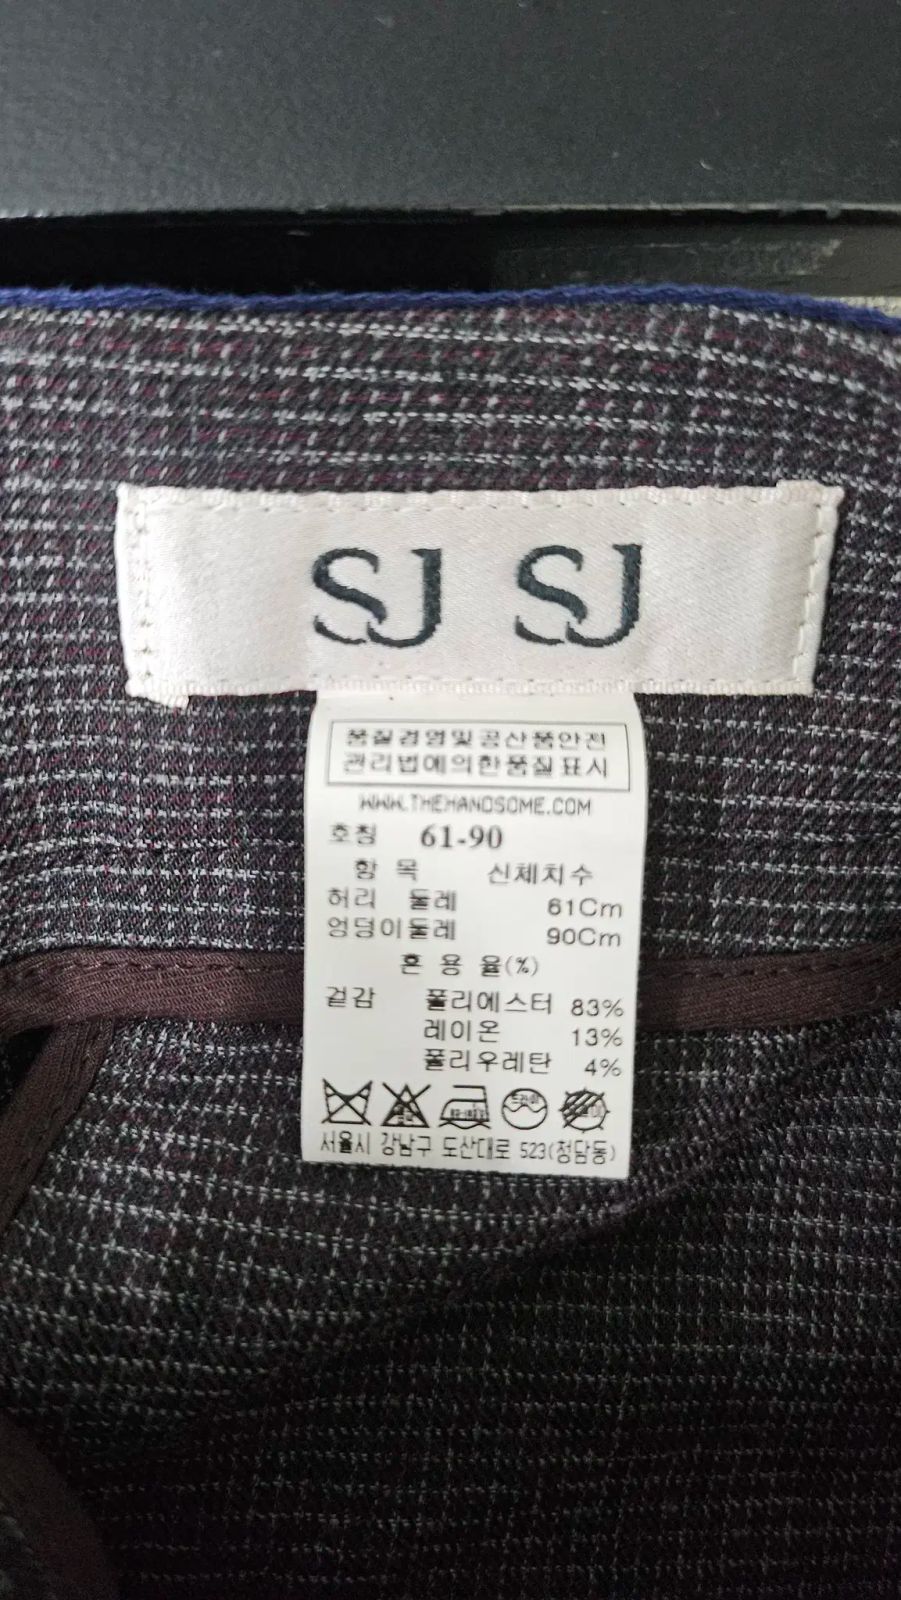 SJ SJ
품질경영및공산품안전
관리법에의한품질표시
WWW.THEHANDSOME.COM
호칭 61-90
항 목 신체치수
허리 둘레 61Cm
엉덩이둘레 90Cm
혼 용 율(%)
겉감 폴리에스터 83%
레이온 13%
폴리우레탄 4%
드라이
서울시 강남구 도산대로 523(청담동)